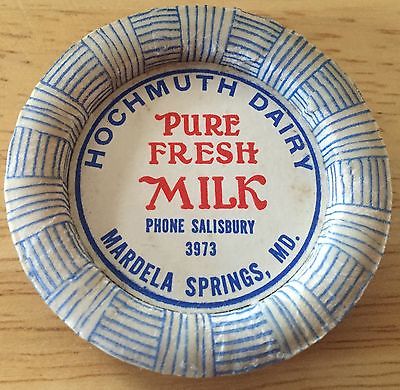 HOCHMUTH DAIRY
PURE
FRESH
MILK
PHONE SALISBURY
3973
MARDELA SPRINGS, MD.